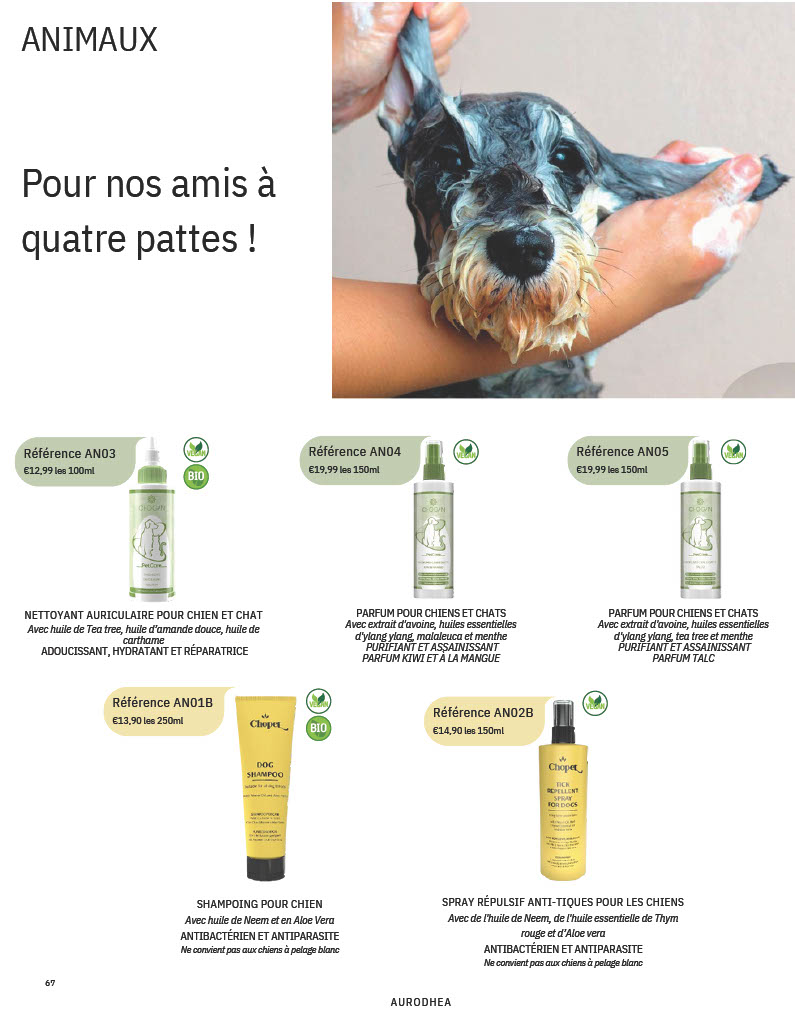 ANIMAUX
Pour nos amis à
quatre pattes !
Référence AN03
€12,99 les 100ml
VEGAN
BIO
CIOGYN
PetCare
NETTOYANT AURICULAIRE POUR CHIEN ET CHAT
Avec huile de Tea tree, huile d'amande douce, huile de
carthame
ADOUCISSANT, HYDRATANT ET RÉPARATRICE
Référence AN04
€19,99 les 150ml
VEGAN
PetCare
PARFUM POUR CHIENS ET CHATS
Avec extrait d'avoine, huiles essentielles
d'ylang ylang, malaleuca et menthe
PURIFIANT ET ASSAINISSANT
PARFUM KIWI ET À LA MANGUE
Référence AN05
€19,99 les 150ml
VEGAN
PetCare
PARFUM POUR CHIENS ET CHATS
Avec extrait d'avoine, huiles essentielles
d'ylang ylang, tea tree et menthe
PURIFIANT ET ASSAINISSANT
PARFUM TALC
Référence AN01B
€13,90 les 250ml
VEGAN
BIO
Chopet
DOG
SHAMPOO
SHAMPOING POUR CHIEN
Avec huile de Neem et en Aloe Vera
ANTIBACTÉRIEN ET ANTIPARASITE
Ne convient pas aux chiens à pelage blanc
Référence AN02B
€14,90 les 150ml
VEGAN
Chopet
TICK
REPELLENT
SPRAY
FOR DOGS
SPRAY RÉPULSIF ANTI-TIQUES POUR LES CHIENS
Avec de l'huile de Neem, de l'huile essentielle de Thym
rouge et d'Aloe vera
ANTIBACTÉRIEN ET ANTIPARASITE
Ne convient pas aux chiens à pelage blanc
67
AURODHEA